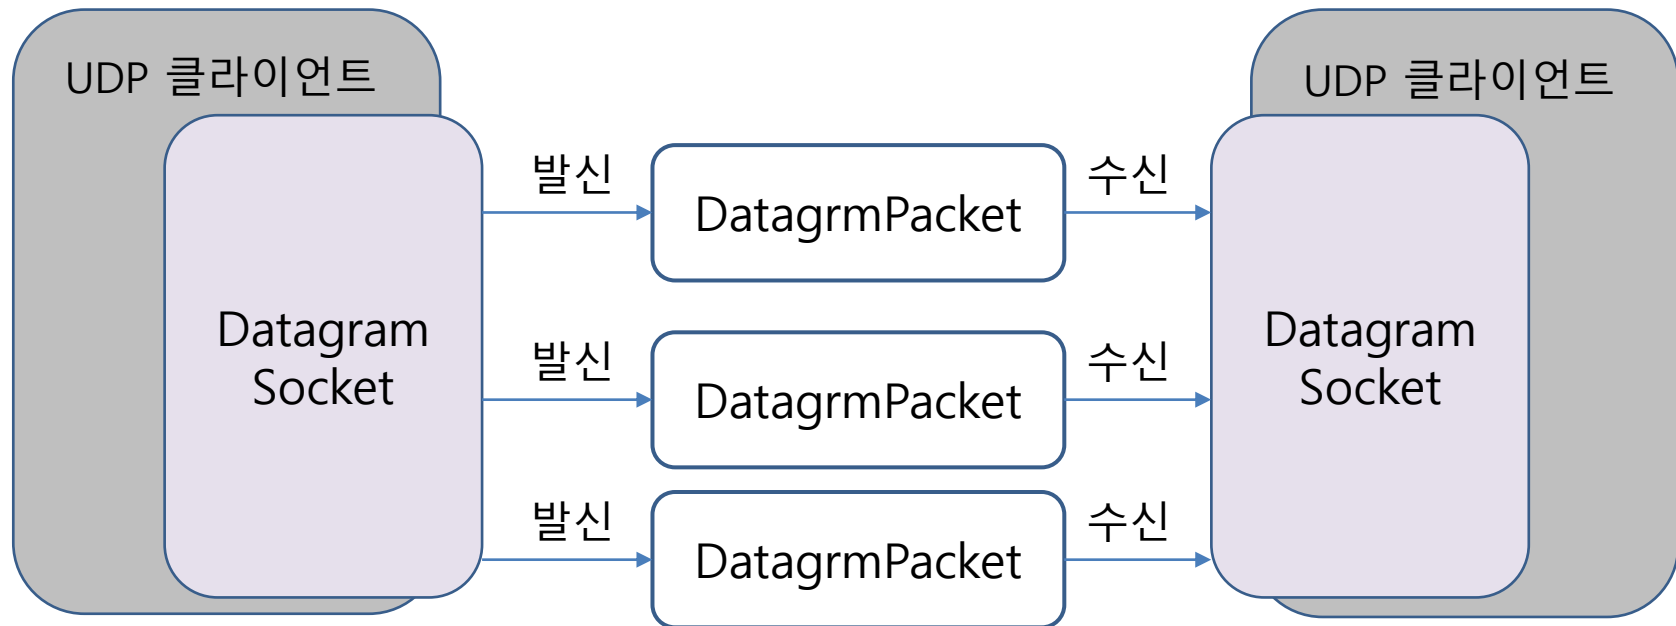 UDP 클라이언트
UDP 클라이언트
발신
DatagrmPacket
수신
Datagram
Socket
발신
DatagrmPacket
수신
Datagram
Socket
발신
DatagrmPacket
수신